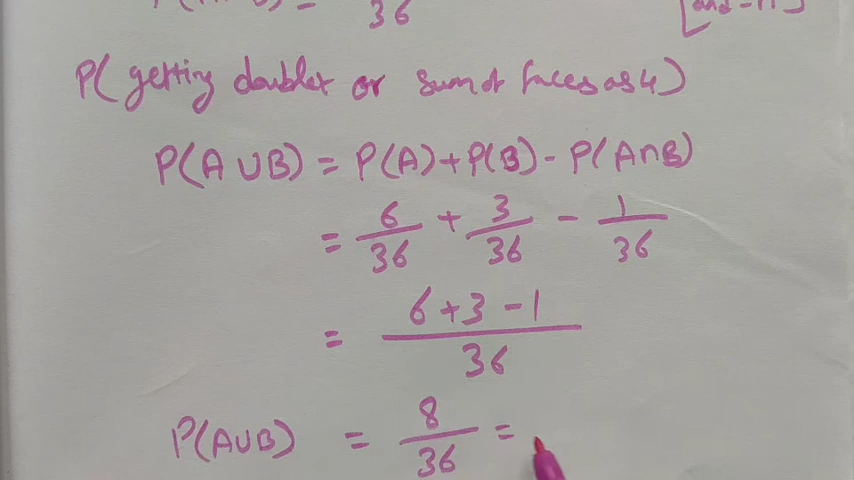 36
P( getting doublet or sum of faces as 4)
P(A∪B) = P(A)+P(B)- P(A∩B)
= 6/36 + 3/36 - 1/36
= 6+3-1/36
P(A∪B) = 8/36 =